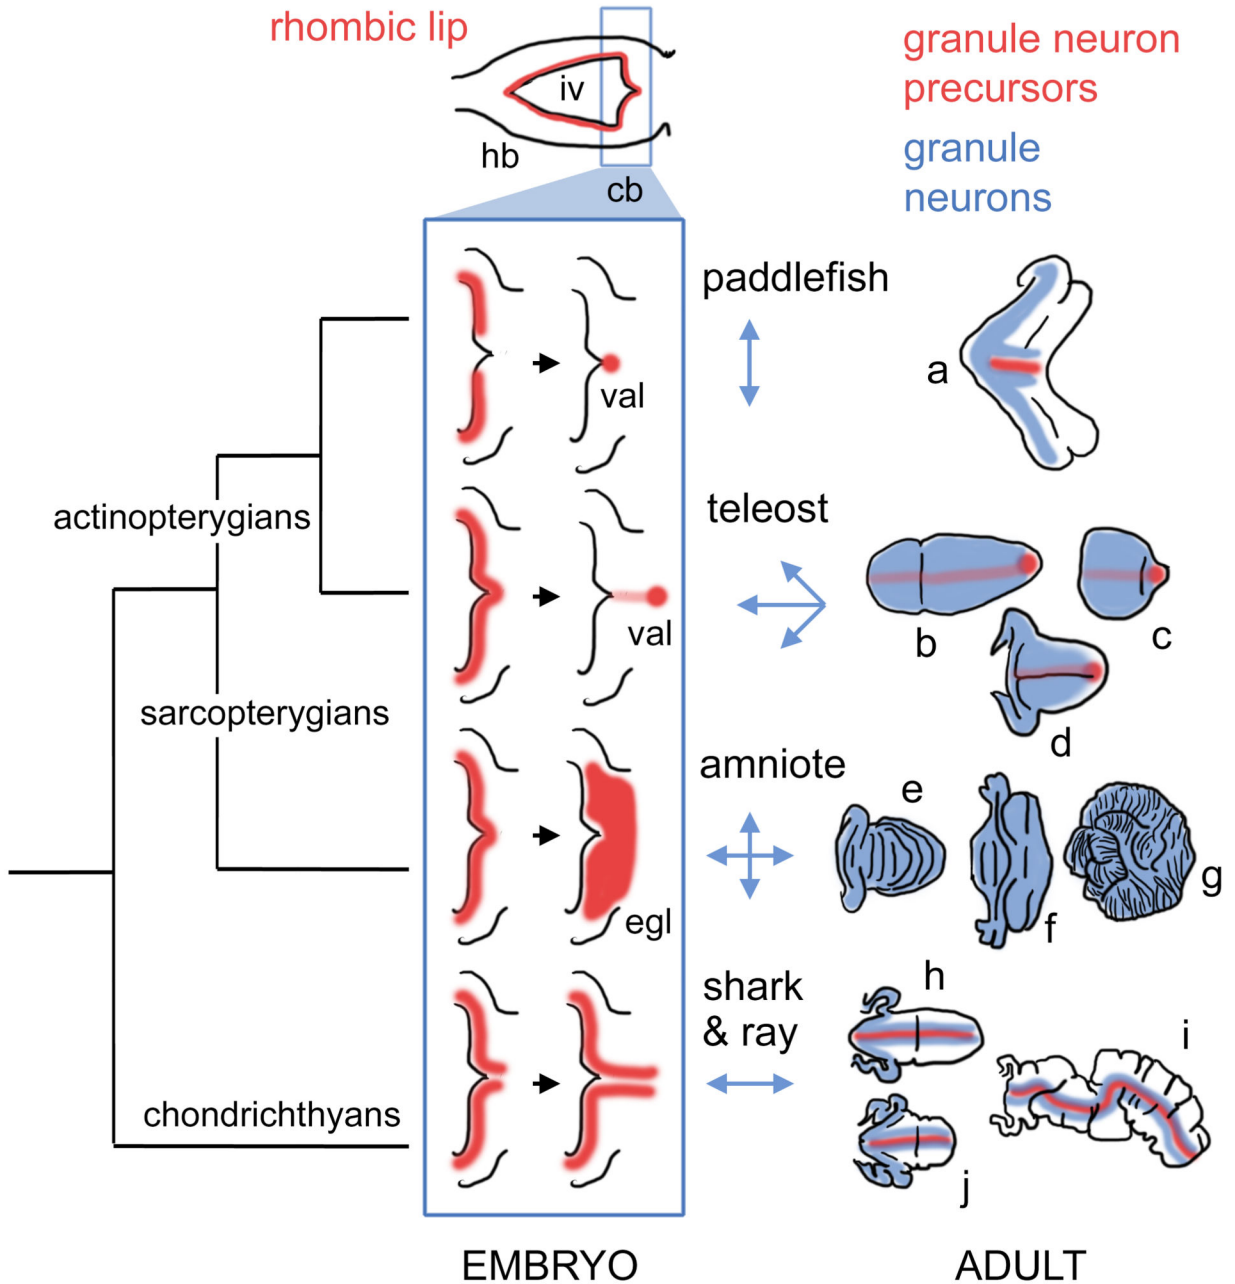 rhombic lip
granule neuron
precursors
granule
neurons
iv
hb
cb
paddlefish
val
a
actinopterygians
teleost
val
b
c
d
sarcopterygians
amniote
egl
e
f
g
shark
& ray
h
i
j
chondrichthyans
EMBRYO
ADULT